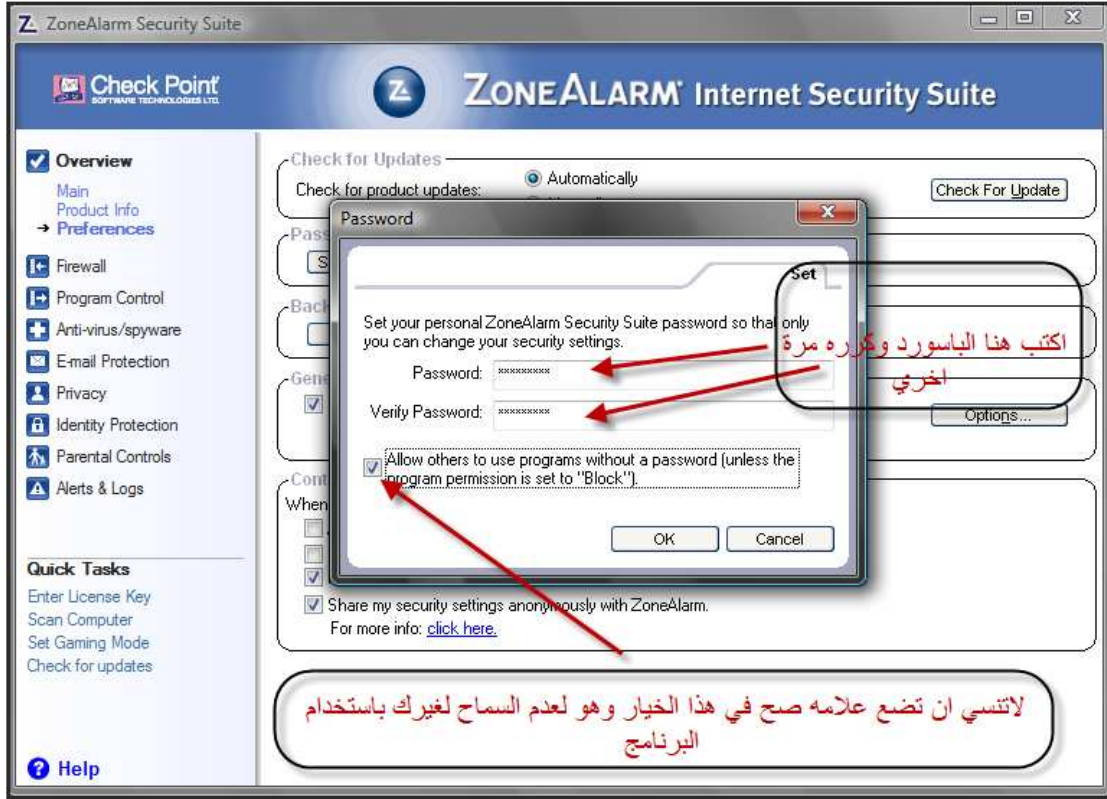 ZoneAlarm Security Suite
Check Point
SOFTWARE TECHNOLOGIES LTD.
ZONEALARM Internet Security Suite
Overview
Main
Product Info
Preferences
Firewall
Program Control
Anti-virus/spyware
E-mail Protection
Privacy
Identity Protection
Parental Controls
Alerts & Logs
Quick Tasks
Enter License Key
Scan Computer
Set Gaming Mode
Check for updates
Help
Check for Updates
Check for product updates:
Automatically
Check For Update
Pass
S
Back
Gene
Options...
Cont
When
Share my security settings anonymously with ZoneAlarm.
For more info: click here.
Password
Set
Set your personal ZoneAlarm Security Suite password so that only
you can change your security settings.
Password: ×××××××××
Verify Password: ×××××××××
Allow others to use programs without a password (unless the
program permission is set to "Block").
OK
Cancel
اكتب هنا الباسورد وكرره مرة
اخري
لاتنسي ان تضع علامه صح في هذا الخيار وهو لعدم السماح لغيرك باستخدام
البرنامج